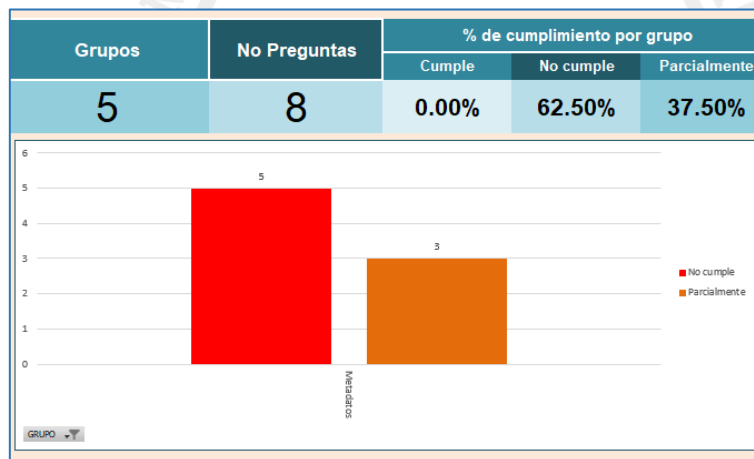 Grupos
No Preguntas
% de cumplimiento por grupo
Cumple
No cumple
Parcialmente
5
8
0.00%
62.50%
37.50%
6
5
4
3
2
1
0
5
3
Metadatos
No cumple
Parcialmente
GRUPO